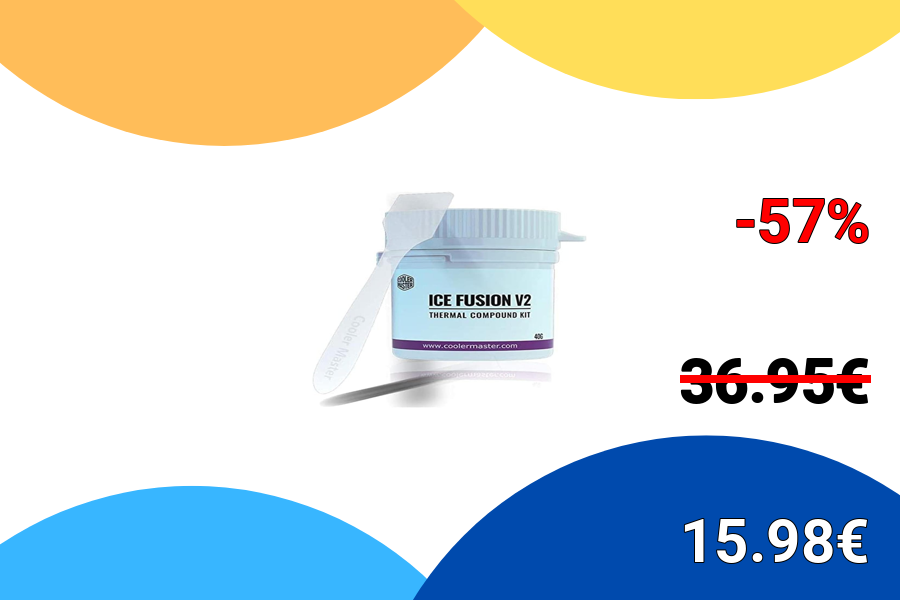 -57%
COOLER
MASTER
ICE FUSION V2
THERMAL COMPOUND KIT
40G
www.coolermaster.com
Cooler Master
36.95€
15.98€